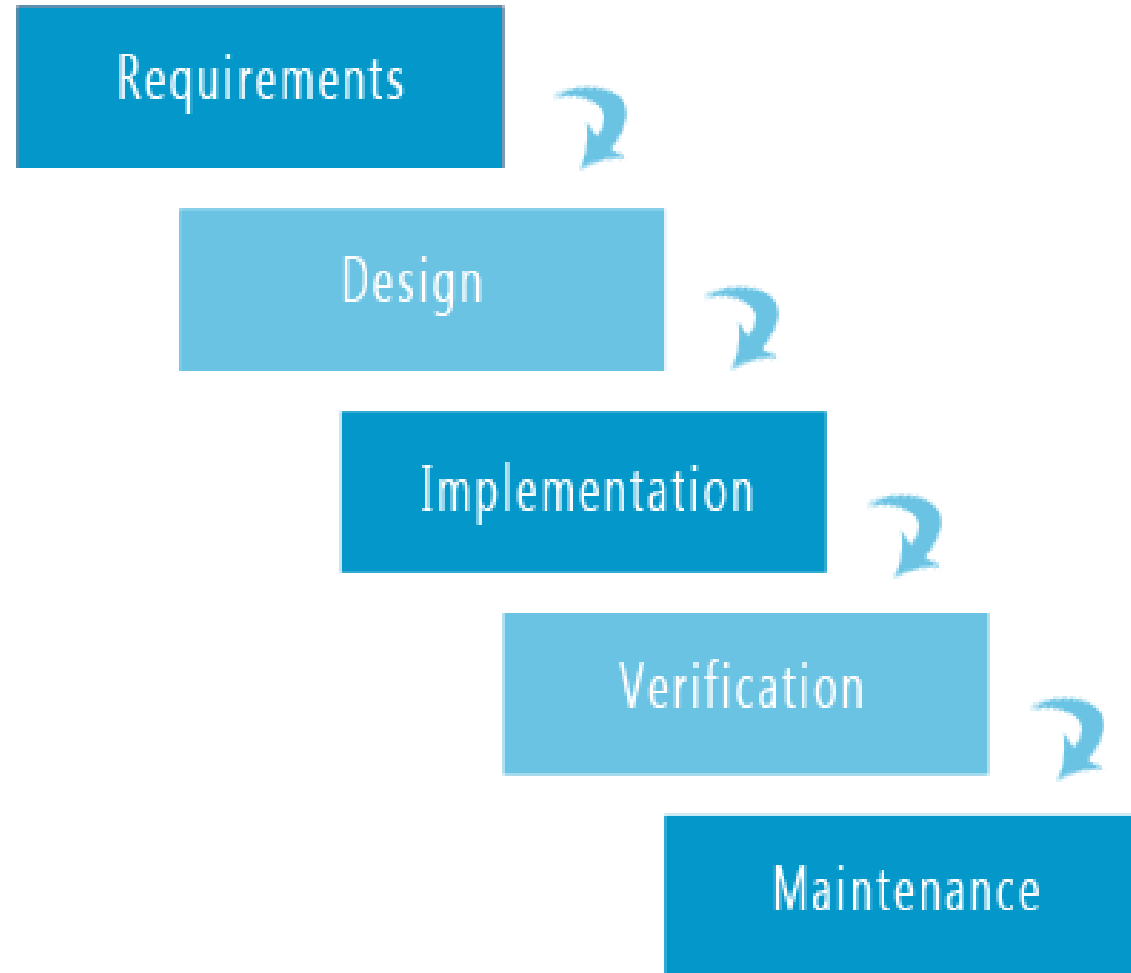 Requirements
Design
Implementation
Verification
Maintenance